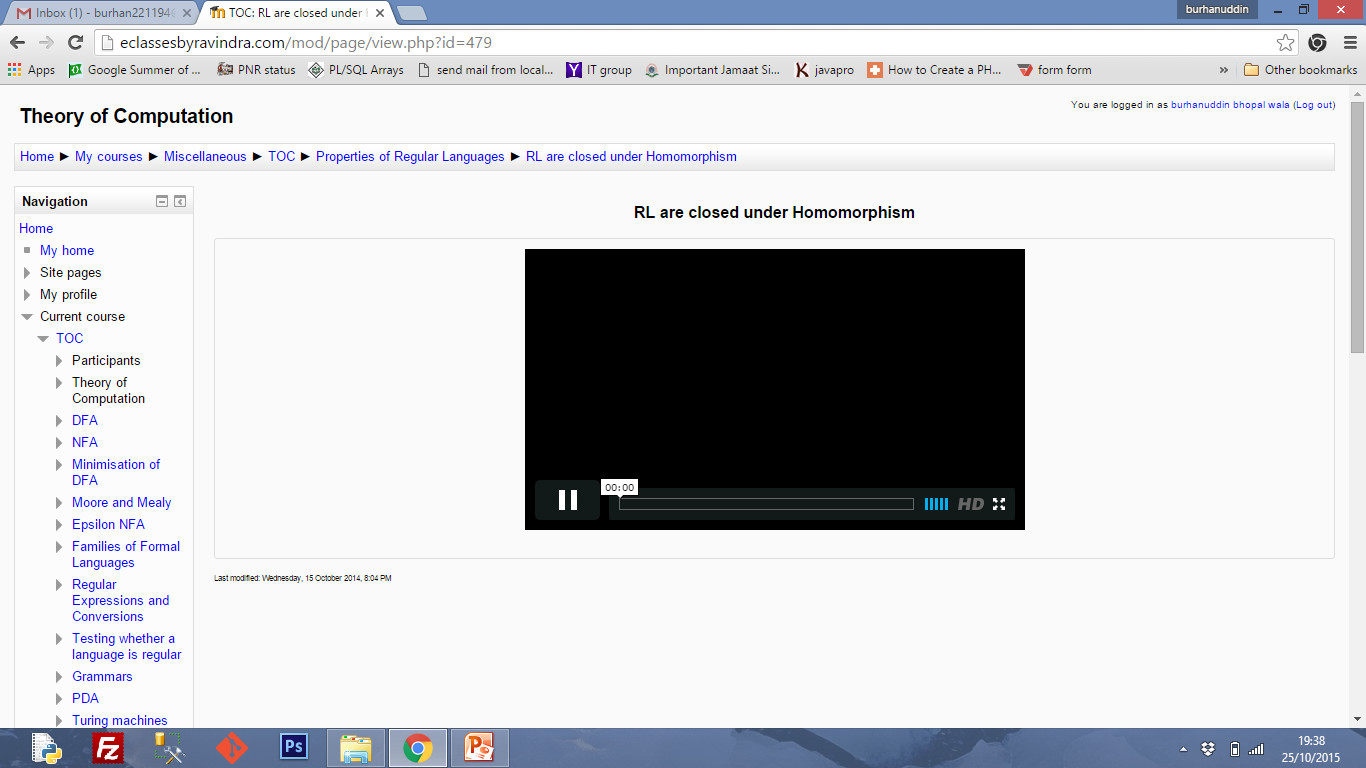 Inbox (1) - burhan221194
TOC: RL are closed under
burhanuddin
eclassesbyravindra.com/mod/page/view.php?id=479
Apps
Google Summer of ...
PNR status
PL/SQL Arrays
send mail from local...
IT group
Important Jamaat Si...
javapro
How to Create a PH...
form form
»
Other bookmarks
Theory of Computation
You are logged in as burhanuddin bhopal wala (Log out)
Home ► My courses ► Miscellaneous ► TOC ► Properties of Regular Languages ► RL are closed under Homomorphism
Navigation
Home
My home
Site pages
My profile
Current course
TOC
Participants
Theory of
Computation
DFA
NFA
Minimisation of
DFA
Moore and Mealy
Epsilon NFA
Families of Formal
Languages
Regular
Expressions and
Conversions
Testing whether a
language is regular
Grammars
PDA
Turing machines
RL are closed under Homomorphism
00:00
HD
Last modified: Wednesday, 15 October 2014, 8:04 PM
Ps
19:38
25/10/2015